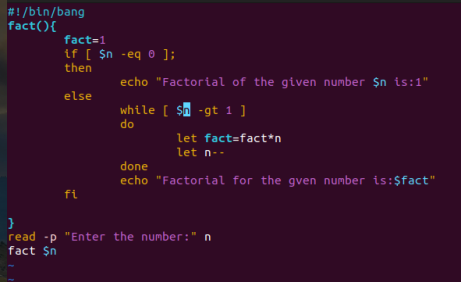 #!/bin/bang
fact(){
        fact=1
        if [ $n -eq 0 ];
        then
                echo "Factorial of the given number $n is:1"
        else
                while [ $n -gt 1 ]
                do
                        let fact=fact*n
                        let n--
                done
                echo "Factorial for the gven number is:$fact"
        fi

}
read -p "Enter the number:" n
fact $n
~
~